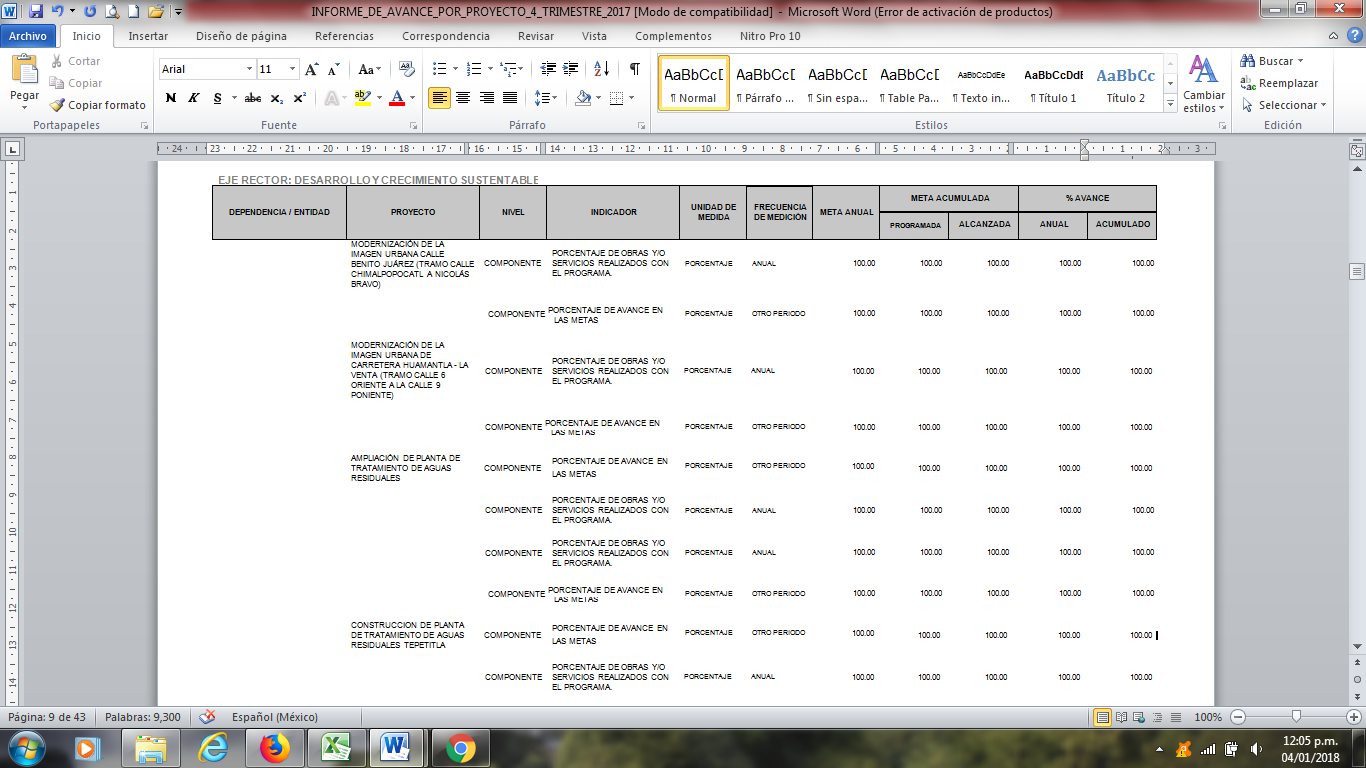 INFORME_DE_AVANCE_POR_PROYECTO_4_TRIMESTRE_2017 [Modo de compatibilidad] - Microsoft Word (Error de activación de productos)
Archivo Inicio Insertar Diseño de página Referencias Correspondencia Revisar Vista Complementos Nitro Pro 10
Pegar
Cortar
Copiar
Copiar formato
Portapapeles
Arial 11
N K S abc x₂ x²
Fuente
Párrafo
AaBbCcD AaBbCcD AaBbCcD AaBbCcD AaBbCcDdEe AaBbCcDdE AaBbCc
¶ Normal ¶ Párrafo ... ¶ Sin espa... ¶ Table Pa... ¶ Texto in... ¶ Título 1 Título 2
Cambiar estilos
Estilos
Buscar
Reemplazar
Seleccionar
Edición
EJE RECTOR: DESARROLLO Y CRECIMIENTO SUSTENTABLE
DEPENDENCIA / ENTIDAD PROYECTO NIVEL INDICADOR UNIDAD DE MEDIDA FRECUENCIA DE MEDICIÓN META ANUAL META ACUMULADA % AVANCE
PROGRAMADA ALCANZADA ANUAL ACUMULADO
MODERNIZACIÓN DE LA
IMAGEN URBANA CALLE
BENITO JUÁREZ (TRAMO CALLE
CHIMALPOPOCATL A NICOLÁS
BRAVO)
COMPONENTE
PORCENTAJE DE OBRAS Y/O
SERVICIOS REALIZADOS CON
EL PROGRAMA.
PORCENTAJE ANUAL 100.00 100.00 100.00 100.00 100.00
COMPONENTE PORCENTAJE DE AVANCE EN
LAS METAS
PORCENTAJE OTRO PERIODO 100.00 100.00 100.00 100.00 100.00
MODERNIZACIÓN DE LA
IMAGEN URBANA DE
CARRETERA HUAMANTLA - LA
VENTA (TRAMO CALLE 6
ORIENTE A LA CALLE 9
PONIENTE)
COMPONENTE
PORCENTAJE DE OBRAS Y/O
SERVICIOS REALIZADOS CON
EL PROGRAMA.
PORCENTAJE ANUAL 100.00 100.00 100.00 100.00 100.00
COMPONENTE PORCENTAJE DE AVANCE EN
LAS METAS
PORCENTAJE OTRO PERIODO 100.00 100.00 100.00 100.00 100.00
AMPLIACIÓN DE PLANTA DE
TRATAMIENTO DE AGUAS
RESIDUALES
COMPONENTE
PORCENTAJE DE AVANCE EN
LAS METAS
PORCENTAJE OTRO PERIODO 100.00 100.00 100.00 100.00 100.00
COMPONENTE
PORCENTAJE DE OBRAS Y/O
SERVICIOS REALIZADOS CON
EL PROGRAMA.
PORCENTAJE ANUAL 100.00 100.00 100.00 100.00 100.00
COMPONENTE
PORCENTAJE DE OBRAS Y/O
SERVICIOS REALIZADOS CON
EL PROGRAMA.
PORCENTAJE ANUAL 100.00 100.00 100.00 100.00 100.00
COMPONENTE PORCENTAJE DE AVANCE EN
LAS METAS
PORCENTAJE OTRO PERIODO 100.00 100.00 100.00 100.00 100.00
CONSTRUCCION DE PLANTA
DE TRATAMIENTO DE AGUAS
RESIDUALES TEPETITLA
COMPONENTE
PORCENTAJE DE AVANCE EN
LAS METAS
PORCENTAJE OTRO PERIODO 100.00 100.00 100.00 100.00 100.00
COMPONENTE
PORCENTAJE DE OBRAS Y/O
SERVICIOS REALIZADOS CON
EL PROGRAMA.
PORCENTAJE ANUAL 100.00 100.00 100.00 100.00 100.00
Página: 9 de 43 Palabras: 9,300 Español (México) 100%
12:05 p.m.
04/01/2018